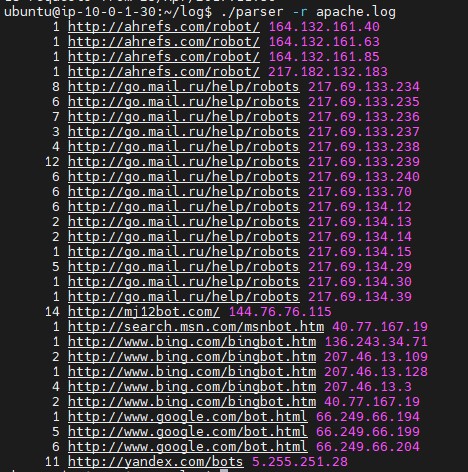 ubuntu@ip-10-0-1-30:~/log$ ./parser -r apache.log
1 http://ahrefs.com/robot/ 164.132.161.40
1 http://ahrefs.com/robot/ 164.132.161.63
1 http://ahrefs.com/robot/ 164.132.161.85
1 http://ahrefs.com/robot/ 217.182.132.183
8 http://go.mail.ru/help/robots 217.69.133.234
6 http://go.mail.ru/help/robots 217.69.133.235
7 http://go.mail.ru/help/robots 217.69.133.236
3 http://go.mail.ru/help/robots 217.69.133.237
4 http://go.mail.ru/help/robots 217.69.133.238
12 http://go.mail.ru/help/robots 217.69.133.239
6 http://go.mail.ru/help/robots 217.69.133.240
6 http://go.mail.ru/help/robots 217.69.133.70
6 http://go.mail.ru/help/robots 217.69.134.12
2 http://go.mail.ru/help/robots 217.69.134.13
2 http://go.mail.ru/help/robots 217.69.134.14
1 http://go.mail.ru/help/robots 217.69.134.15
5 http://go.mail.ru/help/robots 217.69.134.29
1 http://go.mail.ru/help/robots 217.69.134.30
1 http://go.mail.ru/help/robots 217.69.134.39
14 http://mj12bot.com/ 144.76.76.115
1 http://search.msn.com/msnbot.htm 40.77.167.19
1 http://www.bing.com/bingbot.htm 136.243.34.71
2 http://www.bing.com/bingbot.htm 207.46.13.109
1 http://www.bing.com/bingbot.htm 207.46.13.128
4 http://www.bing.com/bingbot.htm 207.46.13.3
2 http://www.bing.com/bingbot.htm 40.77.167.19
1 http://www.google.com/bot.html 66.249.66.194
5 http://www.google.com/bot.html 66.249.66.199
6 http://www.google.com/bot.html 66.249.66.204
11 http://yandex.com/bots 5.255.251.28